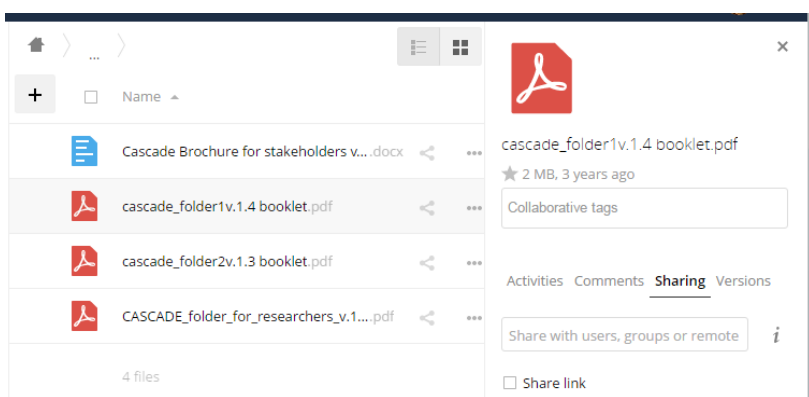 ...
Name
Cascade Brochure for stakeholders v... .docx
cascade_folder1v.1.4 booklet.pdf
cascade_folder2v.1.3 booklet.pdf
CASCADE_folder_for_researchers_v.1... .pdf
4 files
cascade_folder1v.1.4 booklet.pdf
2 MB, 3 years ago
Collaborative tags
Activities Comments Sharing Versions
Share with users, groups or remote
i
Share link